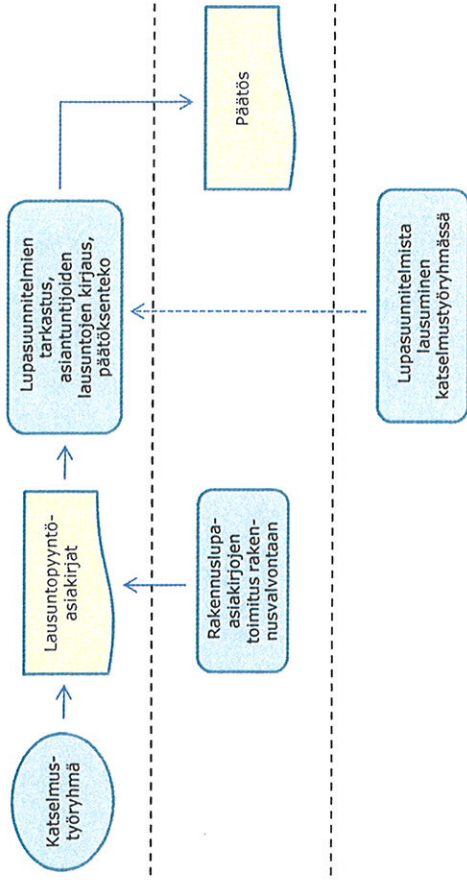 Katselmus-
työryhmä
Lausuntopyyntö-
asiakirjat
Lupasuunnitelmien
tarkastus,
asiantuntijoiden
lausuntojen kirjaus,
päätöksenteko
Rakennuslupa-
asiakirjojen
toimitus raken-
nusvalvontaan
Päätös
Lupasuunnitelmista
lausuminen
katselmustyöryhmässä